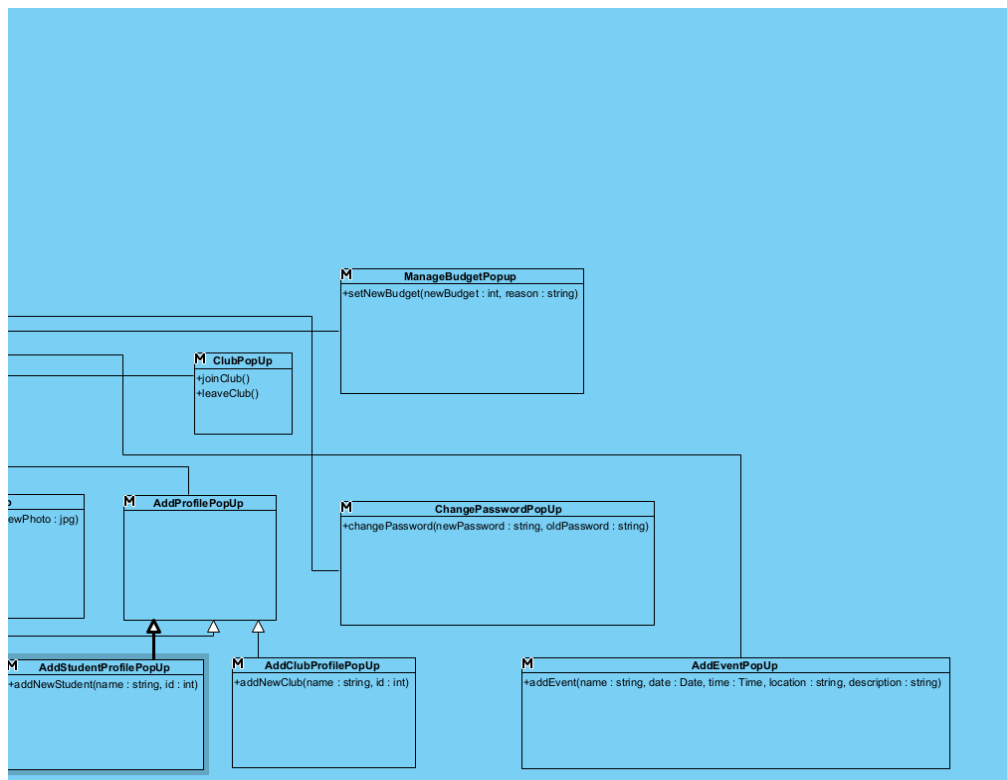 M
ManageBudgetPopup
+setNewBudget(newBudget : int, reason : string)
M
ClubPopUp
+joinClub()
+leaveClub()
ewPhoto : jpg)
M
AddProfilePopUp
M
ChangePasswordPopUp
+changePassword(newPassword : string, oldPassword : string)
M
AddStudentProfilePopUp
+addNewStudent(name : string, id : int)
M
AddClubProfilePopUp
+addNewClub(name : string, id : int)
M
AddEventPopUp
+addEvent(name : string, date : Date, time : Time, location : string, description : string)